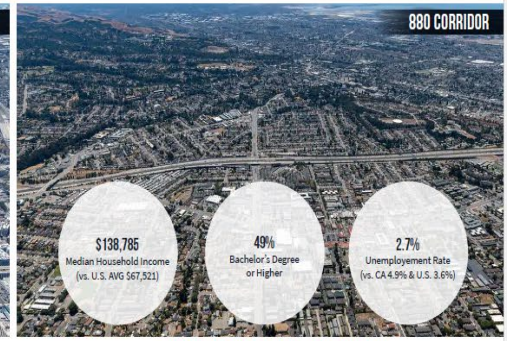 880 CORRIDOR
$138,785
Median Household Income
(vs. U.S. AVG $67,521)
49%
Bachelor's Degree
or Higher
2.7%
Unemployement Rate
(vs. CA 4.9% & U.S. 3.6%)